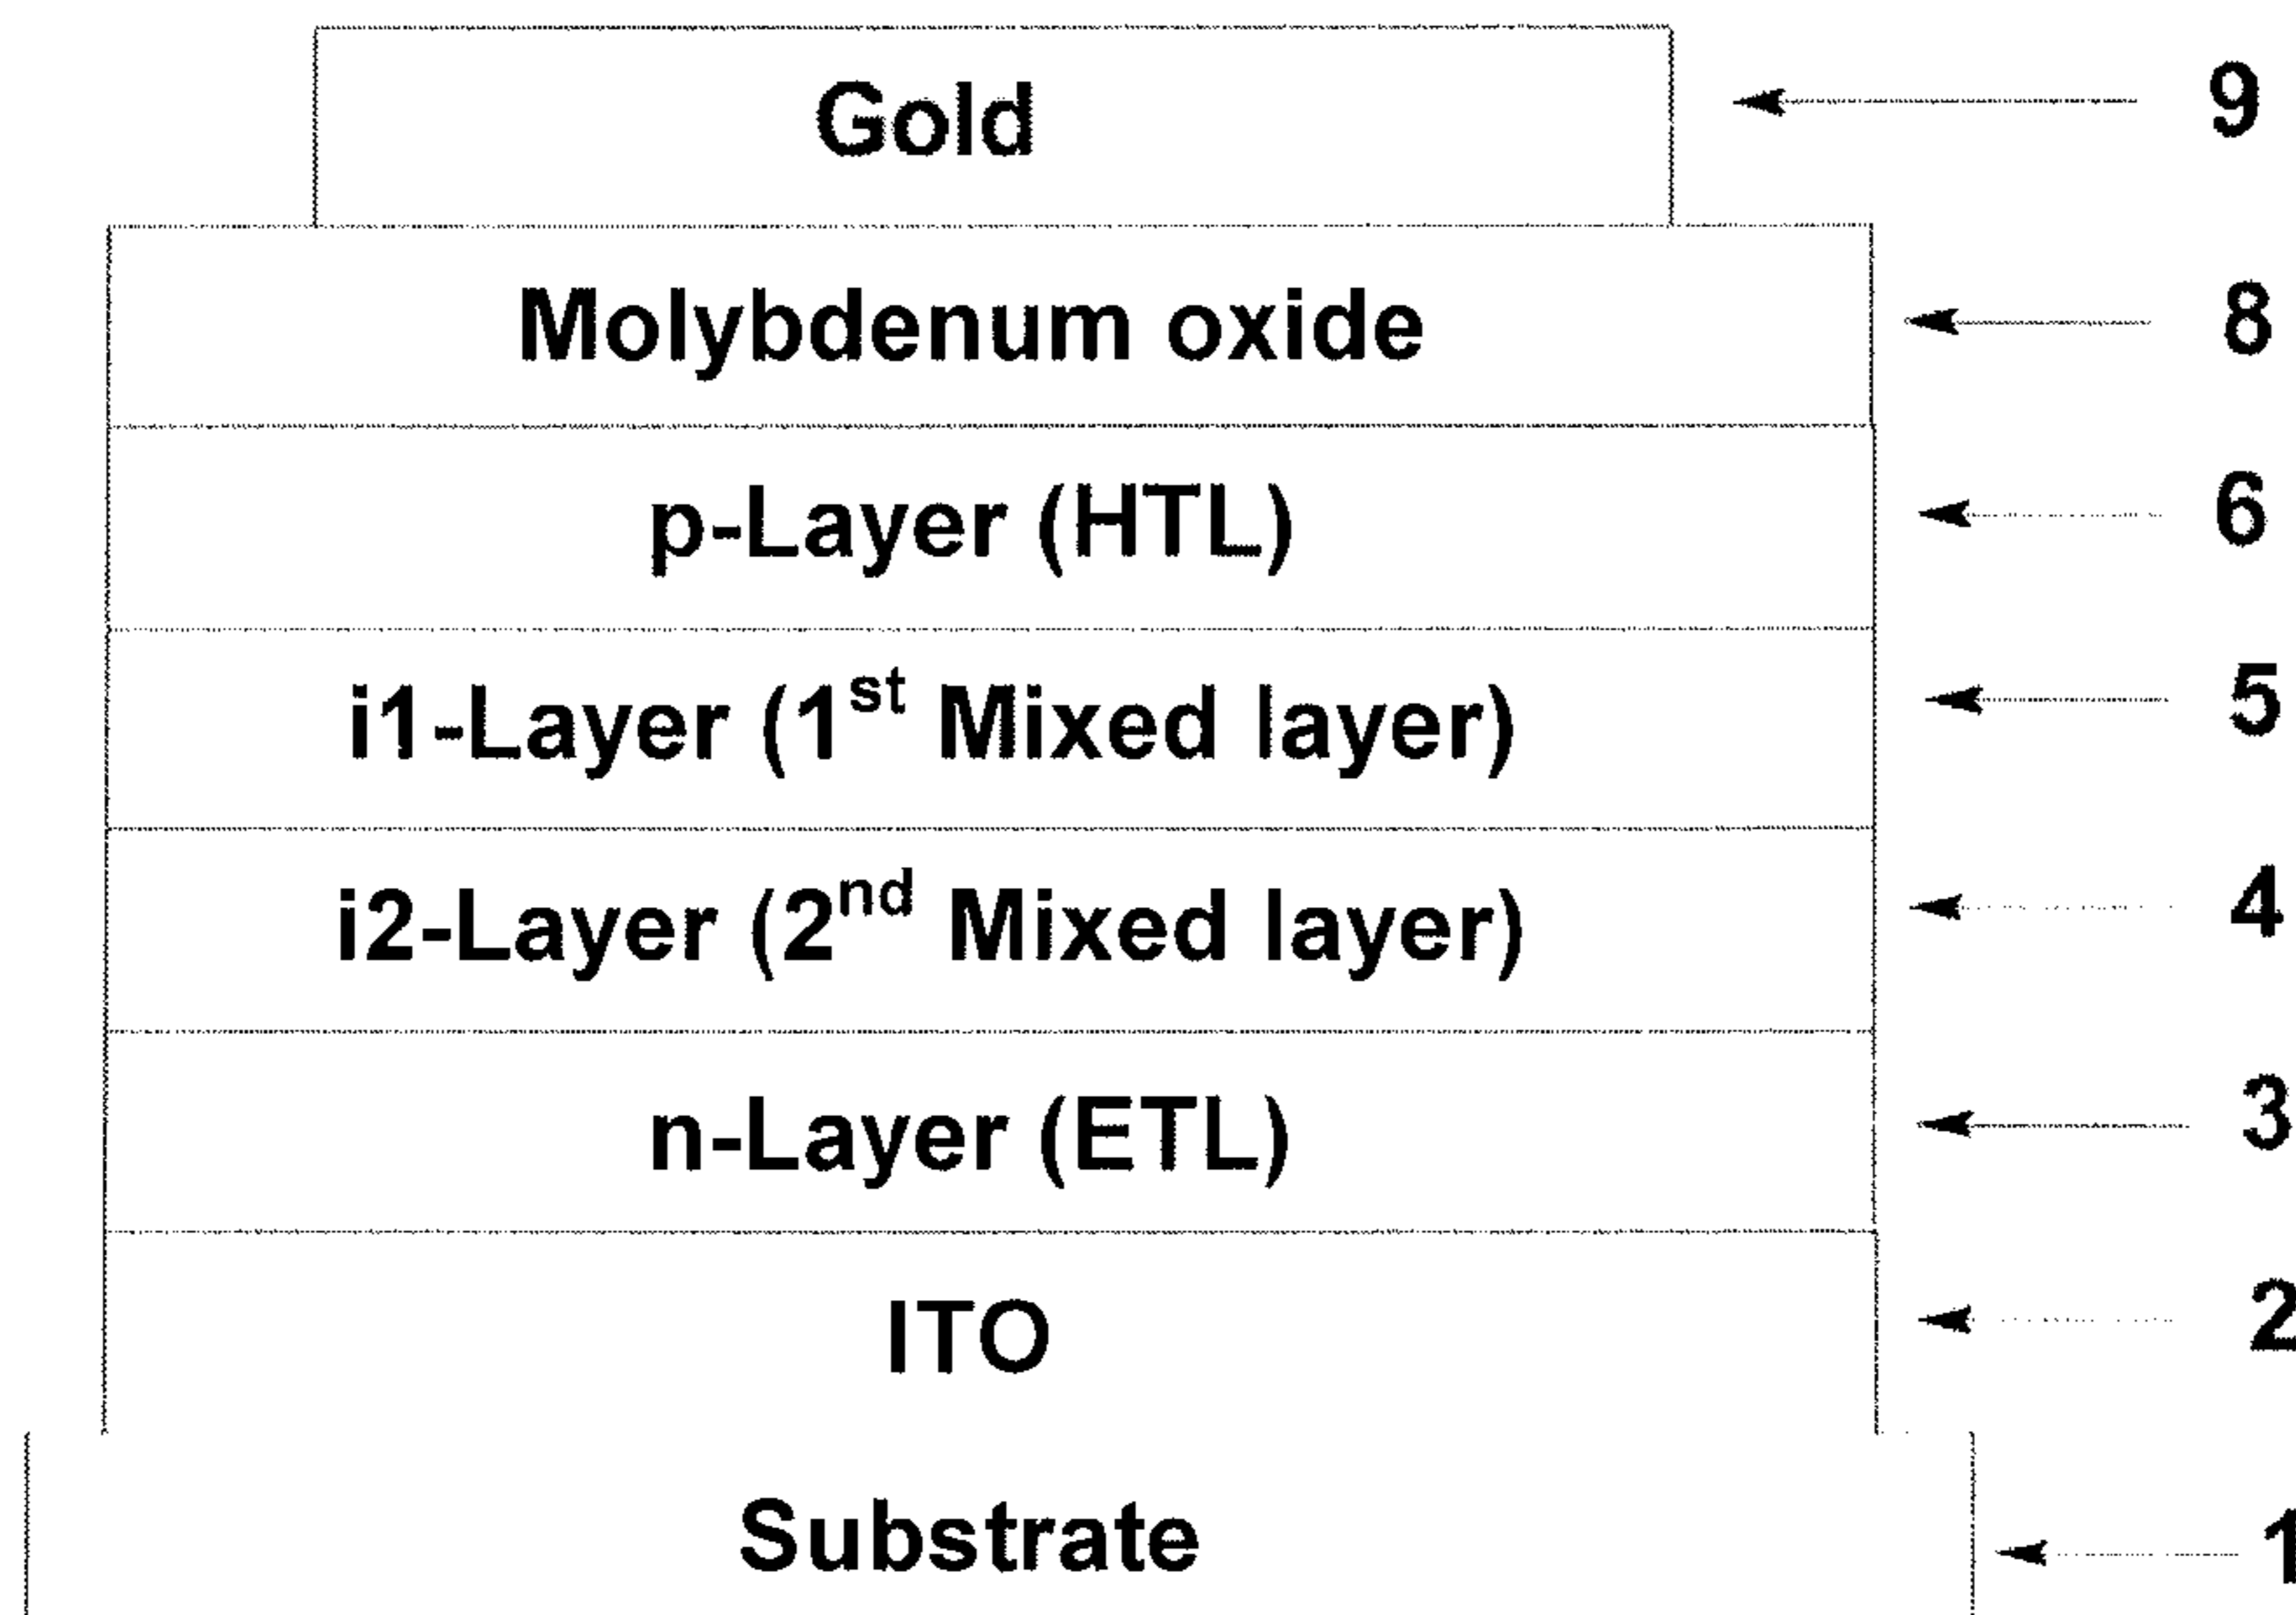 Gold 9
Molybdenum oxide 8
p-Layer (HTL) 6
i1-Layer (1st Mixed layer) 5
i2-Layer (2nd Mixed layer) 4
n-Layer (ETL) 3
ITO 2
Substrate 1